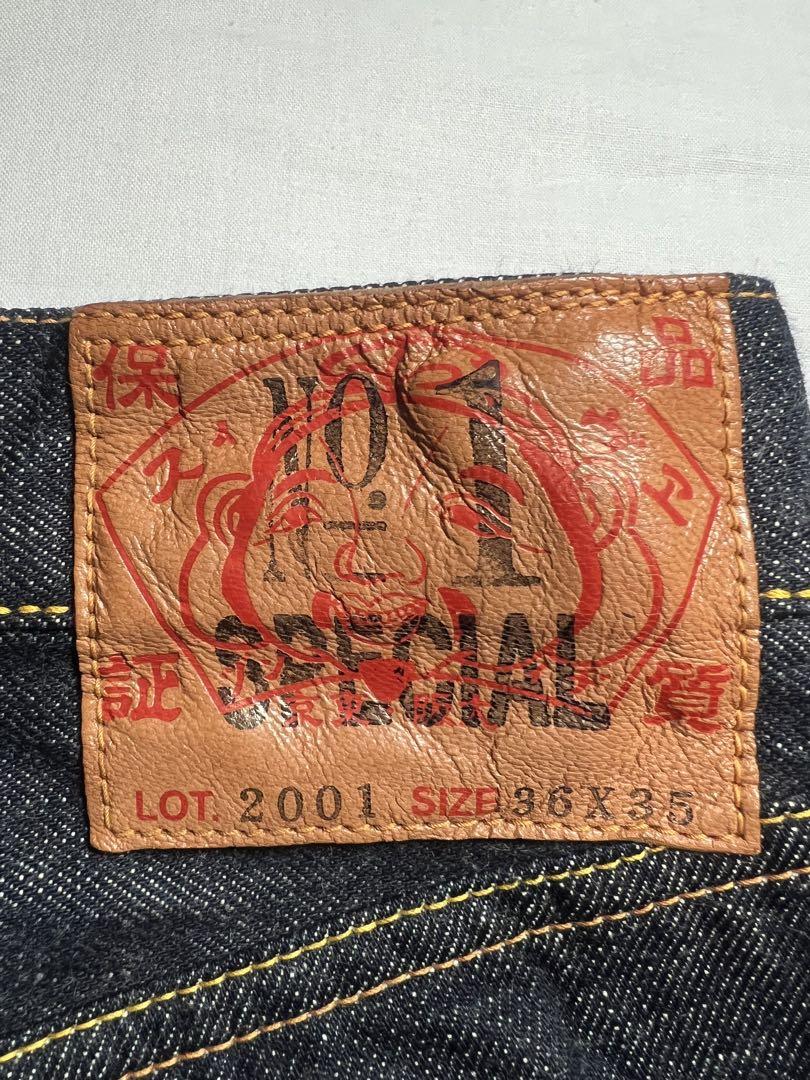 保 品
NO. 1
SPECIAL
証 質
LOT. 2001 SIZE 36X35